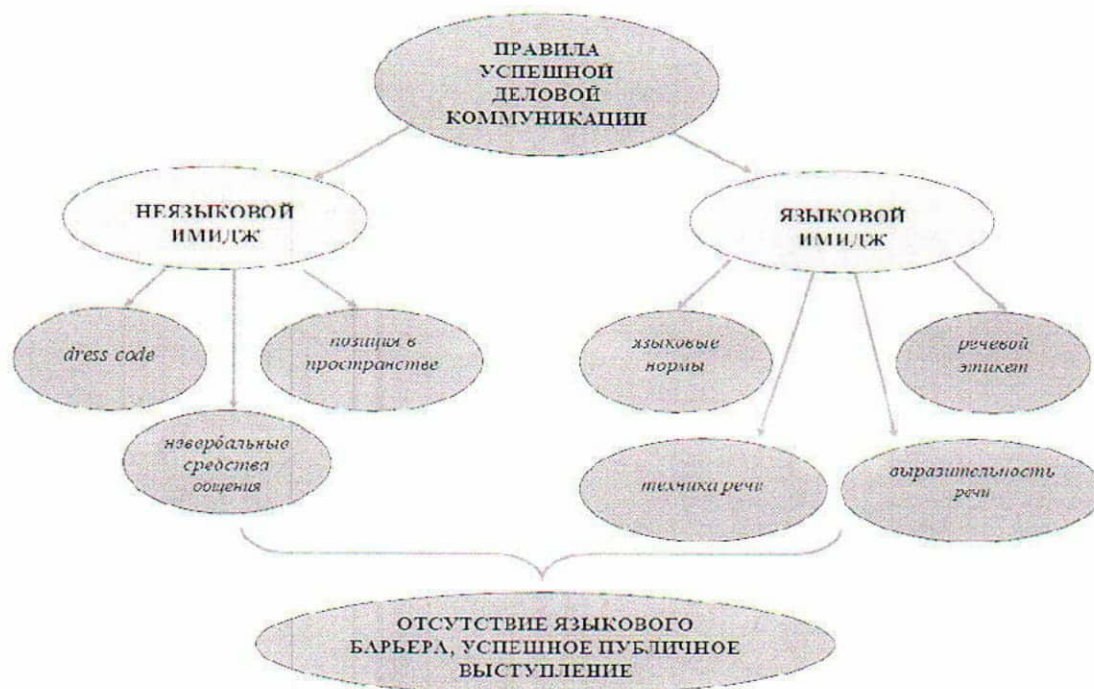 ПРАВИЛА
УСПЕШНОЙ
ДЕЛОВОЙ
КОММУНИКАЦИИ
НЕЯЗЫКОВОЙ
ИМИДЖ
ЯЗЫКОВОЙ
ИМИДЖ
dress code
позиция в
пространстве
языковые
нормы
речевой
этикет
невербальные
средства
общения
техника речи
выразительность
речи
ОТСУТСТВИЕ ЯЗЫКОВОГО
БАРЬЕРА, УСПЕШНОЕ ПУБЛИЧНОЕ
ВЫСТУПЛЕНИЕ